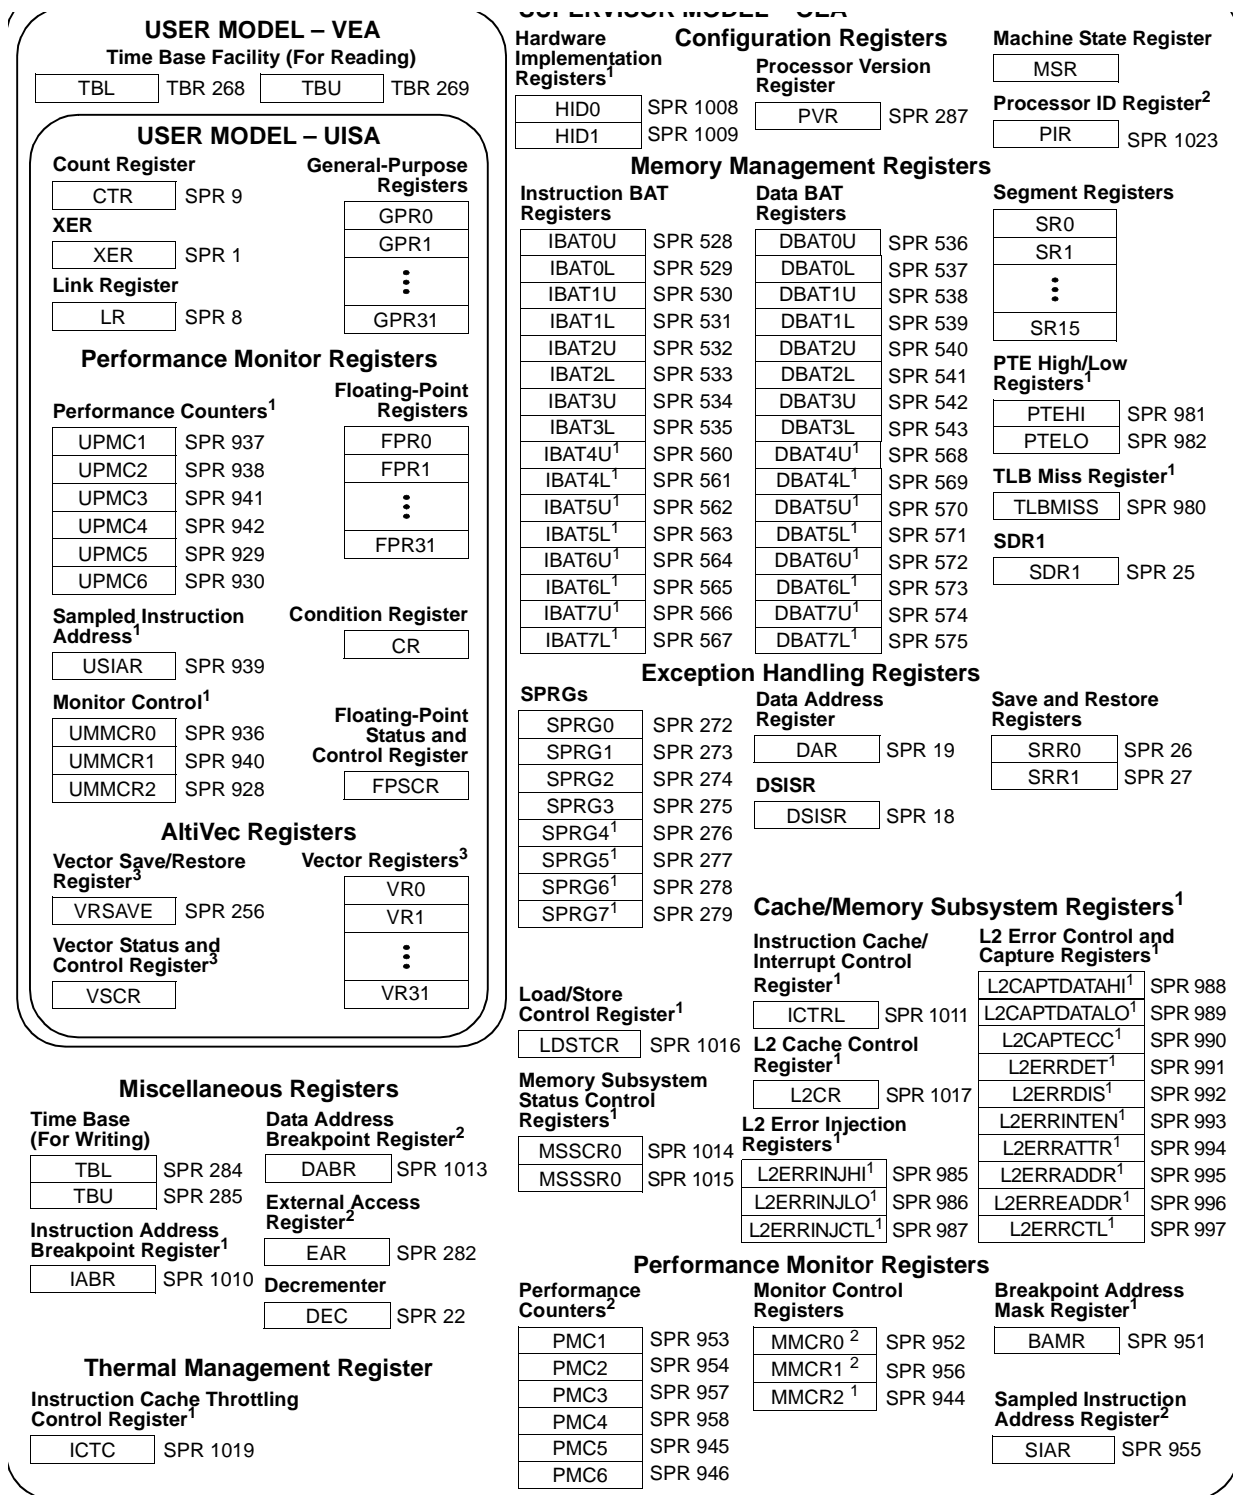 USER MODEL – VEA
Time Base Facility (For Reading)
TBL TBR 268 TBU TBR 269
USER MODEL – UISA
Count Register
CTR SPR 9
XER
XER SPR 1
Link Register
LR SPR 8
General-Purpose
Registers
GPR0
GPR1
GPR31
Performance Monitor Registers
Performance Counters1
UPMC1 SPR 937
UPMC2 SPR 938
UPMC3 SPR 941
UPMC4 SPR 942
UPMC5 SPR 929
UPMC6 SPR 930
Floating-Point
Registers
FPR0
FPR1
FPR31
Sampled Instruction
Address1
USIAR SPR 939
Condition Register
CR
Monitor Control1
UMMCR0 SPR 936
UMMCR1 SPR 940
UMMCR2 SPR 928
Floating-Point
Status and
Control Register
FPSCR
AltiVec Registers
Vector Save/Restore
Register3
VRSAVE SPR 256
Vector Status and
Control Register3
VSCR
Vector Registers3
VR0
VR1
VR31
Miscellaneous Registers
Time Base
(For Writing)
TBL SPR 284
TBU SPR 285
Instruction Address
Breakpoint Register1
IABR SPR 1010
Data Address
Breakpoint Register2
DABR SPR 1013
External Access
Register2
EAR SPR 282
Decrementer
DEC SPR 22
Thermal Management Register
Instruction Cache Throttling
Control Register1
ICTC SPR 1019
SUPERVISOR MODEL – OEA
Configuration Registers
Hardware
Implementation
Registers1
HID0 SPR 1008
HID1 SPR 1009
Processor Version
Register
PVR SPR 287
Machine State Register
MSR
Processor ID Register2
PIR SPR 1023
Memory Management Registers
Instruction BAT
Registers
IBAT0U SPR 528
IBAT0L SPR 529
IBAT1U SPR 530
IBAT1L SPR 531
IBAT2U SPR 532
IBAT2L SPR 533
IBAT3U SPR 534
IBAT3L SPR 535
IBAT4U1 SPR 560
IBAT4L1 SPR 561
IBAT5U1 SPR 562
IBAT5L1 SPR 563
IBAT6U1 SPR 564
IBAT6L1 SPR 565
IBAT7U1 SPR 566
IBAT7L1 SPR 567
Data BAT
Registers
DBAT0U SPR 536
DBAT0L SPR 537
DBAT1U SPR 538
DBAT1L SPR 539
DBAT2U SPR 540
DBAT2L SPR 541
DBAT3U SPR 542
DBAT3L SPR 543
DBAT4U1 SPR 568
DBAT4L1 SPR 569
DBAT5U1 SPR 570
DBAT5L1 SPR 571
DBAT6U1 SPR 572
DBAT6L1 SPR 573
DBAT7U1 SPR 574
DBAT7L1 SPR 575
Segment Registers
SR0
SR1
SR15
PTE High/Low
Registers1
PTEHI SPR 981
PTELO SPR 982
TLB Miss Register1
TLBMISS SPR 980
SDR1
SDR1 SPR 25
Exception Handling Registers
SPRGs
SPRG0 SPR 272
SPRG1 SPR 273
SPRG2 SPR 274
SPRG3 SPR 275
SPRG41 SPR 276
SPRG51 SPR 277
SPRG61 SPR 278
SPRG71 SPR 279
Data Address
Register
DAR SPR 19
DSISR
DSISR SPR 18
Save and Restore
Registers
SRR0 SPR 26
SRR1 SPR 27
Cache/Memory Subsystem Registers1
Load/Store
Control Register1
LDSTCR SPR 1016
Memory Subsystem
Status Control
Registers1
MSSCR0 SPR 1014
MSSSR0 SPR 1015
Instruction Cache/
Interrupt Control
Register1
ICTRL SPR 1011
L2 Cache Control
Register1
L2CR SPR 1017
L2 Error Injection
Registers1
L2ERRINJHI1 SPR 985
L2ERRINJLO1 SPR 986
L2ERRINJCTL1 SPR 987
L2 Error Control and
Capture Registers1
L2CAPTDATAHI1 SPR 988
L2CAPTDATALO1 SPR 989
L2CAPTECC1 SPR 990
L2ERRDET1 SPR 991
L2ERRDIS1 SPR 992
L2ERRINTEN1 SPR 993
L2ERRATTR1 SPR 994
L2ERRADDR1 SPR 995
L2ERREADDR1 SPR 996
L2ERRCTL1 SPR 997
Performance Monitor Registers
Performance
Counters2
PMC1 SPR 953
PMC2 SPR 954
PMC3 SPR 957
PMC4 SPR 958
PMC5 SPR 945
PMC6 SPR 946
Monitor Control
Registers
MMCR0 2 SPR 952
MMCR1 2 SPR 956
MMCR2 1 SPR 944
Breakpoint Address
Mask Register1
BAMR SPR 951
Sampled Instruction
Address Register2
SIAR SPR 955